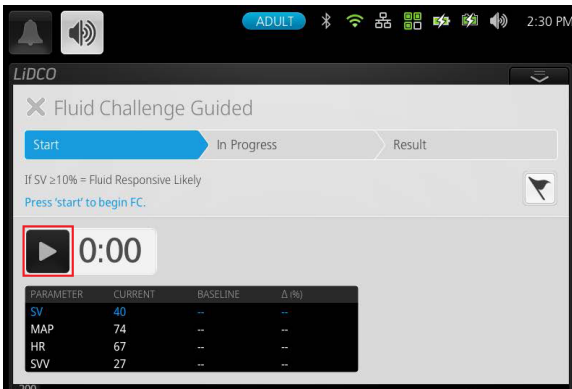 ADULT 2:30 PM
LiDCO
Fluid Challenge Guided
Start In Progress Result
If SV ≥10% = Fluid Responsive Likely
Press 'start' to begin FC.
0:00
PARAMETER CURRENT BASELINE Δ (%)
SV 40 -- --
MAP 74 -- --
HR 67 -- --
SVV 27 -- --
200